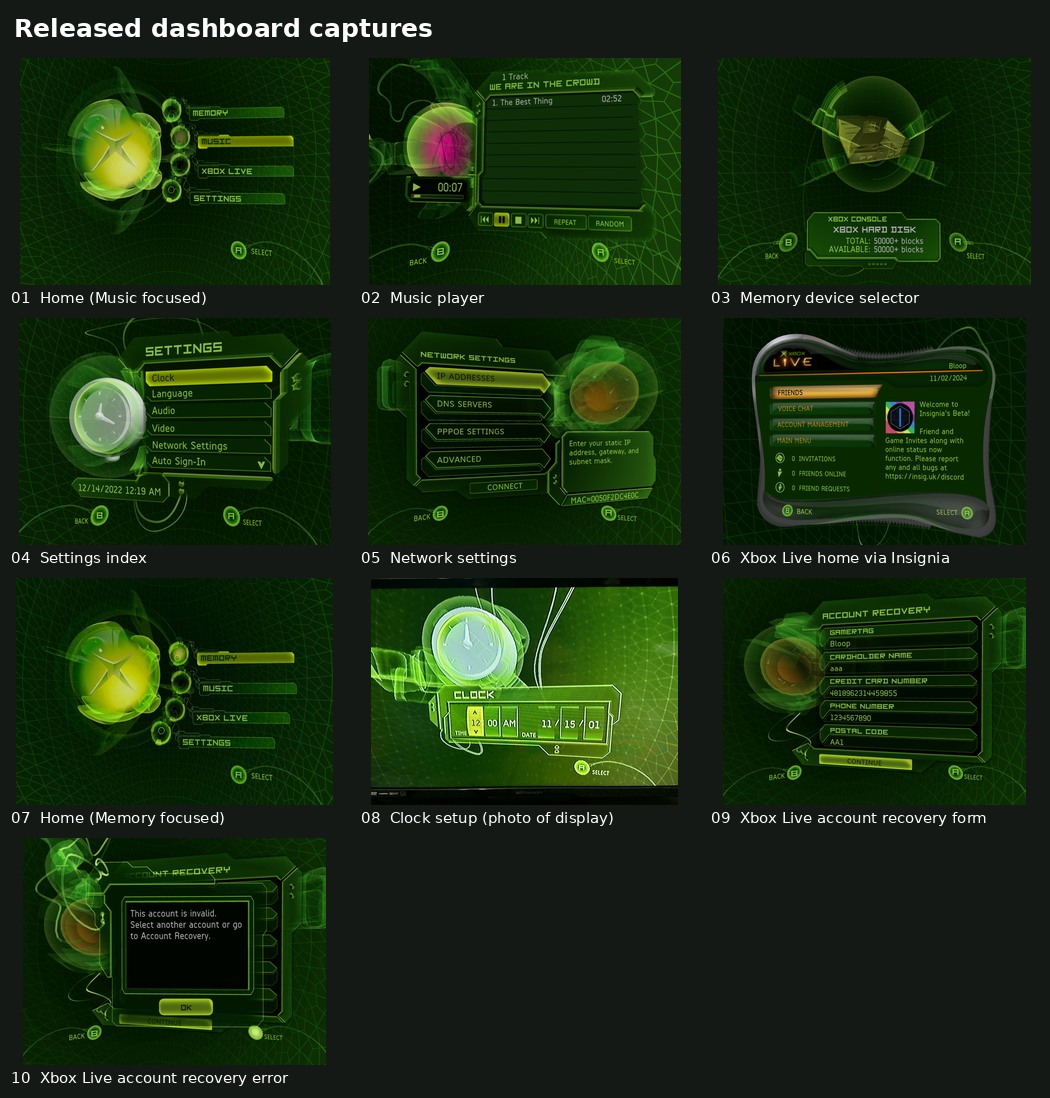 Released dashboard captures
MEMORY
MUSIC
XBOX LIVE
SETTINGS
A SELECT
01 Home (Music focused)
1 Track
WE ARE IN THE CROWD
1. The Best Thing 02:52
00:07
REPEAT RANDOM
BACK B A SELECT
02 Music player
XBOX CONSOLE
XBOX HARD DISK
TOTAL: 50000+ blocks
AVAILABLE: 50000+ blocks
B BACK
A SELECT
03 Memory device selector
SETTINGS
Clock
Language
Audio
Video
Network Settings
Auto Sign-In
12/14/2022 12:19 AM
BACK B A SELECT
04 Settings index
NETWORK SETTINGS
IP ADDRESSES
DNS SERVERS
PPPOE SETTINGS
ADVANCED
CONNECT
Enter your static IP
address, gateway, and
subnet mask.
MAC=0050F2DC4E0C
BACK B A SELECT
05 Network settings
XBOX
LIVE
Bloop
11/02/2024
FRIENDS
VOICE CHAT
ACCOUNT MANAGEMENT
MAIN MENU
0 INVITATIONS
0 FRIENDS ONLINE
0 FRIEND REQUESTS
Welcome to
Insignia's Beta!
Friend and
Game Invites along with
online status now
function. Please report
any and all bugs at
https://insig.uk/discord
B BACK SELECT A
06 Xbox Live home via Insignia
MEMORY
MUSIC
XBOX LIVE
SETTINGS
A SELECT
07 Home (Memory focused)
CLOCK
12 00 AM 11 / 15 / 01
TIME DATE
A SELECT
08 Clock setup (photo of display)
ACCOUNT RECOVERY
GAMERTAG
Bloop
CARDHOLDER NAME
aaa
CREDIT CARD NUMBER
PHONE NUMBER
1234567890
POSTAL CODE
AA1
CONTINUE
BACK B A SELECT
09 Xbox Live account recovery form
RECOVERY
This account is invalid.
Select another account or go
to Account Recovery.
OK
CONTINUE
BACK B SELECT
10 Xbox Live account recovery error